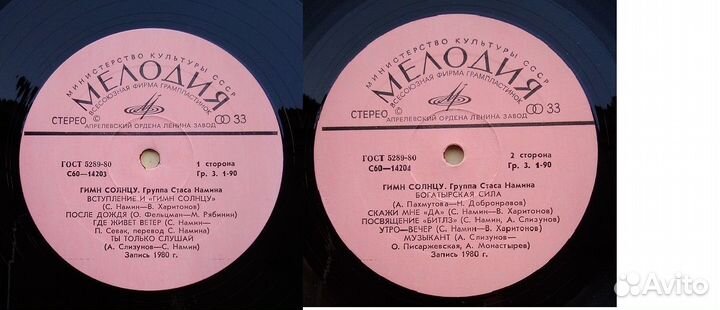 МИНИСТЕРСТВО КУЛЬТУРЫ СССР
МЕЛОДИЯ
ВСЕСОЮЗНАЯ ФИРМА ГРАМПЛАСТИНОК
СТЕРЕО © 33
АПРЕЛЕВСКИЙ ОРДЕНА ЛЕНИНА ЗАВОД
ГОСТ 5289-80 1 сторона
С60—14203 Гр. 3. 1-90
ГИМН СОЛНЦУ. Группа Стаса Намина
ВСТУПЛЕНИЕ И «ГИМН СОЛНЦУ»
(С. Намин—В. Харитонов)
ПОСЛЕ ДОЖДЯ (О. Фельцман—М. Рябинин)
ГДЕ ЖИВЕТ ВЕТЕР (С. Намин—
П. Севак, перевод С. Намина)
ТЫ ТОЛЬКО СЛУШАЙ
(А. Слизунов—С. Намин)
Запись 1980 г.
МИНИСТЕРСТВО КУЛЬТУРЫ СССР
МЕЛОДИЯ
ВСЕСОЮЗНАЯ ФИРМА ГРАМПЛАСТИНОК
СТЕРЕО © 33
АПРЕЛЕВСКИЙ ОРДЕНА ЛЕНИНА ЗАВОД
ГОСТ 5289-80 2 сторона
С60—14204 Гр. 3. 1-90
ГИМН СОЛНЦУ. Группа Стаса Намина
БОГАТЫРСКАЯ СИЛА
(А. Пахмутова—Н. Добронравов)
СКАЖИ МНЕ «ДА» (С. Намин—В. Харитонов)
ПОСВЯЩЕНИЕ «БИТЛЗ» (С. Намин, А. Слизунов)
УТРО—ВЕЧЕР (С. Намин—В. Харитонов)
МУЗЫКАНТ (А. Слизунов—
О. Писаржевская, А. Монастырев)
Запись 1980 г.
Avito